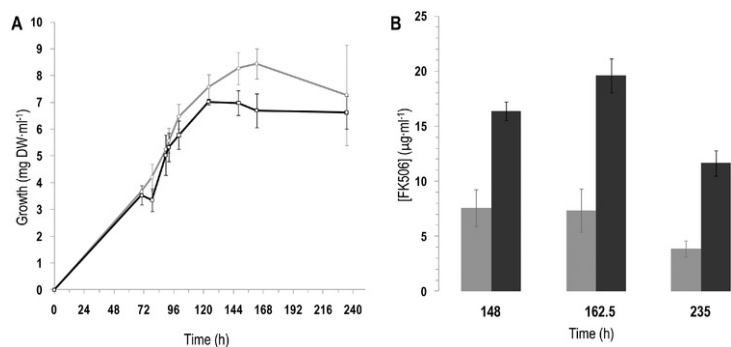 A
Growth (mg DW·ml⁻¹)
10
9
8
7
6
5
4
3
2
1
0
0 24 48 72 96 120 144 168 192 216 240
Time (h)
B
[FK506] (µg·ml⁻¹)
25
20
15
10
5
0
148 162.5 235
Time (h)